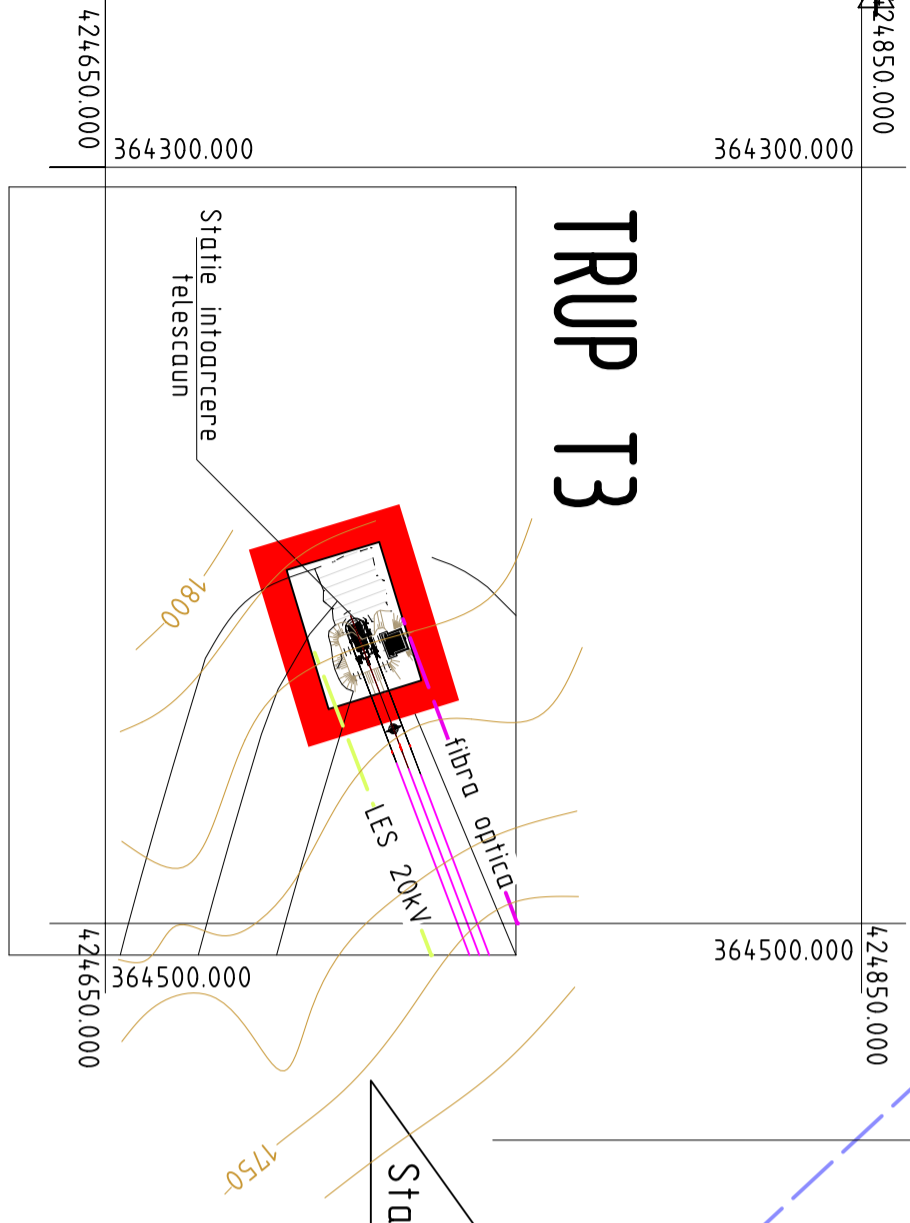 424650.000
424850.000
364300.000
364300.000
TRUP T3
Statie intoarcere
telescaun
1800
fibra optica
LES 20kV
364500.000
364500.000
424650.000
424850.000
1750
Sta